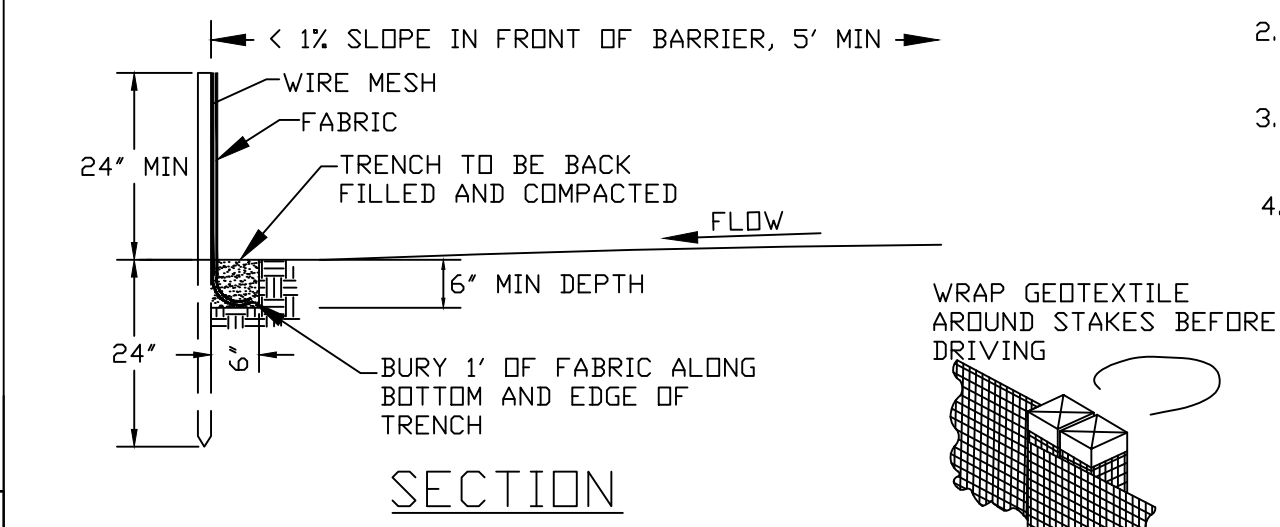 < 1% SLOPE IN FRONT OF BARRIER, 5' MIN
2.
WIRE MESH
FABRIC
3.
24" MIN
TRENCH TO BE BACK
FILLED AND COMPACTED
4.
FLOW
6" MIN DEPTH
WRAP GEOTEXTILE
AROUND STAKES BEFORE
DRIVING
24"
6"
BURY 1' OF FABRIC ALONG
BOTTOM AND EDGE OF
TRENCH
SECTION